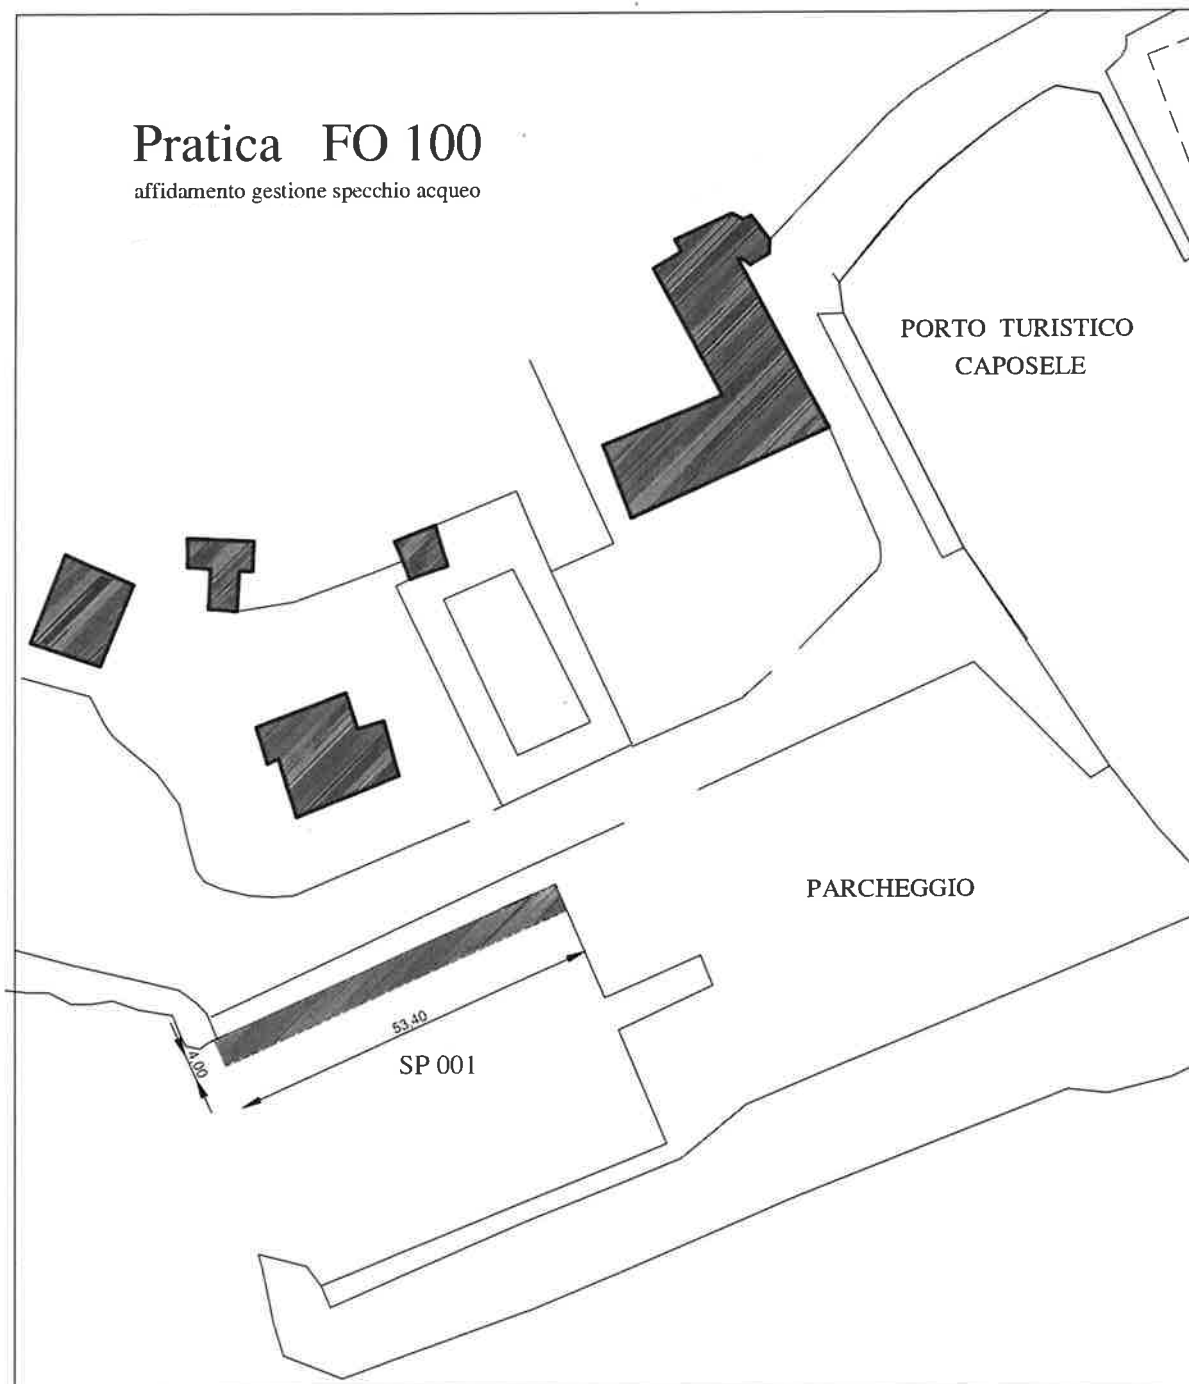 Pratica FO 100
affidamento gestione specchio acqueo
PORTO TURISTICO
CAPOSELE
PARCHEGGIO
53,40
4,00
SP 001